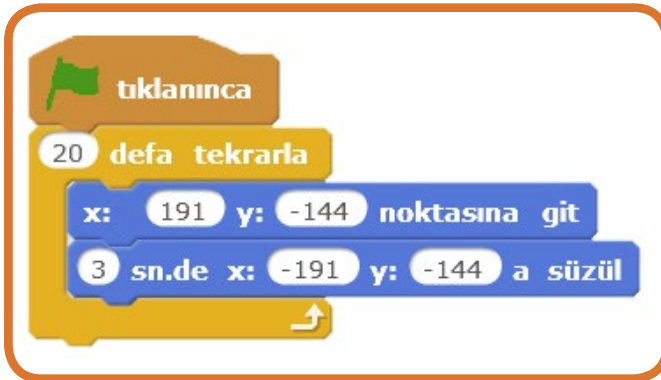 tıklanınca
20 defa tekrarla
x: 191 y: -144 noktasına git
3 sn.de x: -191 y: -144 a süzül